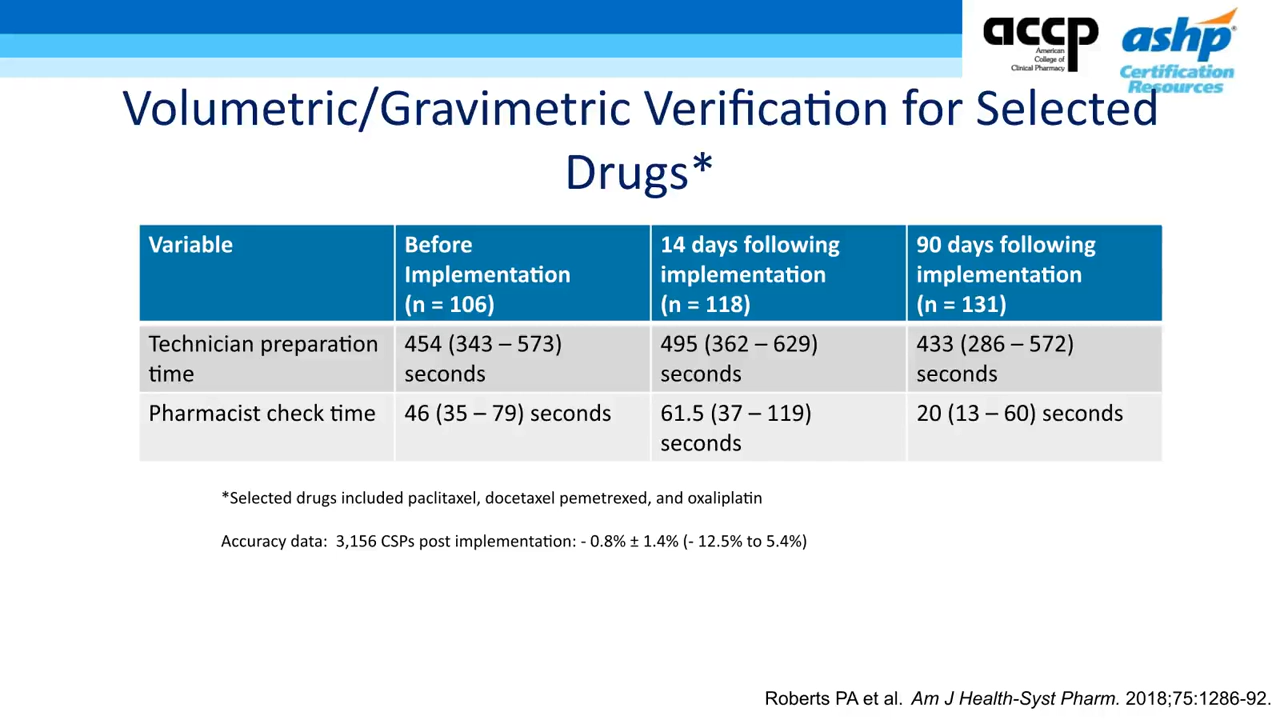 accp
American
College of
Clinical Pharmacy
ashp®
Certification
Resources
Volumetric/Gravimetric Verification for Selected
Drugs*
Variable
Before
Implementation
(n = 106)
14 days following
implementation
(n = 118)
90 days following
implementation
(n = 131)
Technician preparation
time
454 (343 – 573)
seconds
495 (362 – 629)
seconds
433 (286 – 572)
seconds
Pharmacist check time
46 (35 – 79) seconds
61.5 (37 – 119)
seconds
20 (13 – 60) seconds
*Selected drugs included paclitaxel, docetaxel pemetrexed, and oxaliplatin
Accuracy data:  3,156 CSPs post implementation: - 0.8% ± 1.4% (- 12.5% to 5.4%)
Roberts PA et al.  Am J Health-Syst Pharm. 2018;75:1286-92.